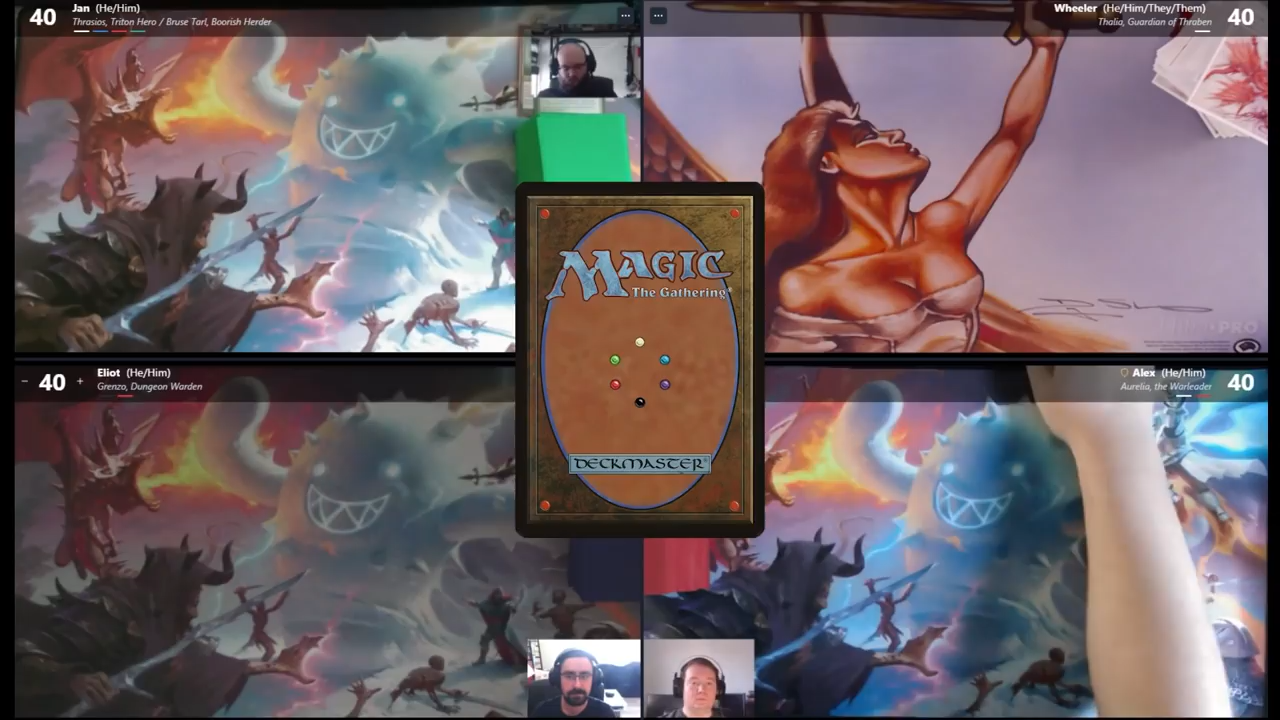 40
Jan (He/Him)
Thrasios, Triton Hero / Bruse Tarl, Boorish Herder
Wheeler (He/Him/They/Them)
Thalia, Guardian of Thraben
40
MAGIC
The Gathering®
DECKMASTER
PRO
− 40 +
Eliot (He/Him)
Grenzo, Dungeon Warden
Alex (He/Him)
Aurelia, the Warleader
40